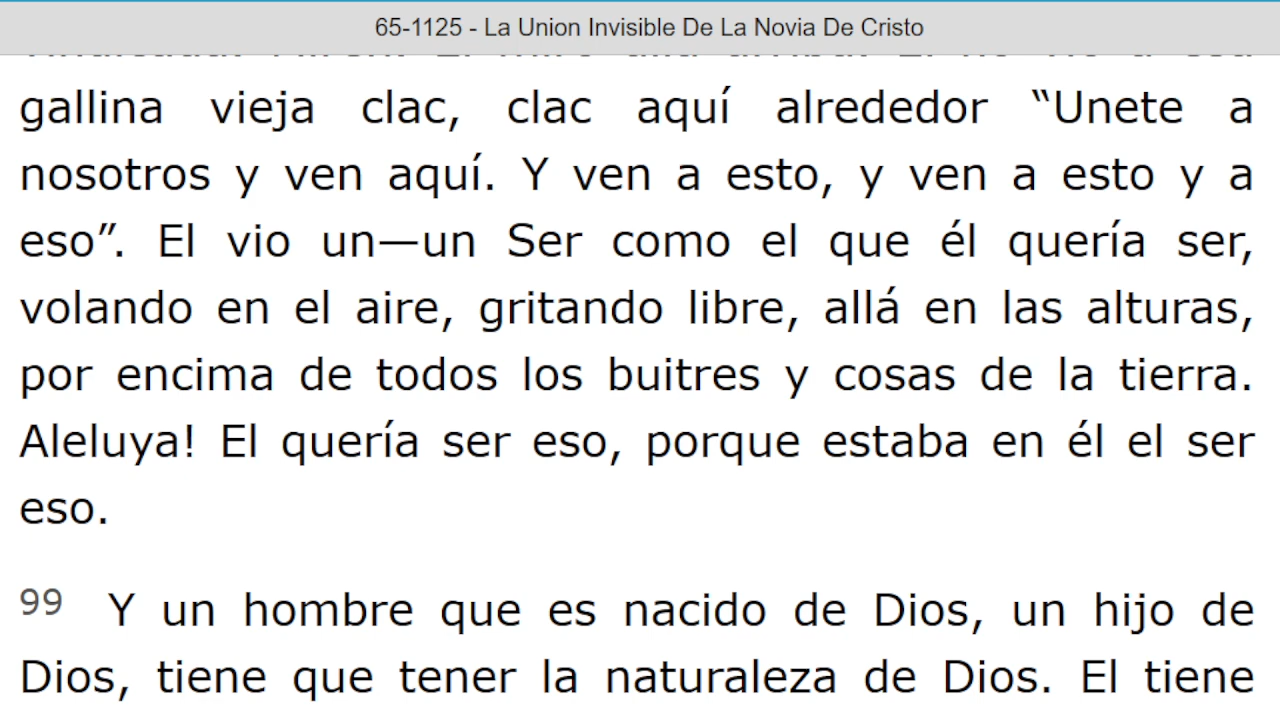 65-1125 - La Union Invisible De La Novia De Cristo
gallina vieja clac, clac aquí alrededor “Unete a
nosotros y ven aquí. Y ven a esto, y ven a esto y a
eso”. El vio un—un Ser como el que él quería ser,
volando en el aire, gritando libre, allá en las alturas,
por encima de todos los buitres y cosas de la tierra.
Aleluya! El quería ser eso, porque estaba en él el ser
eso.
99 Y un hombre que es nacido de Dios, un hijo de
Dios, tiene que tener la naturaleza de Dios. El tiene